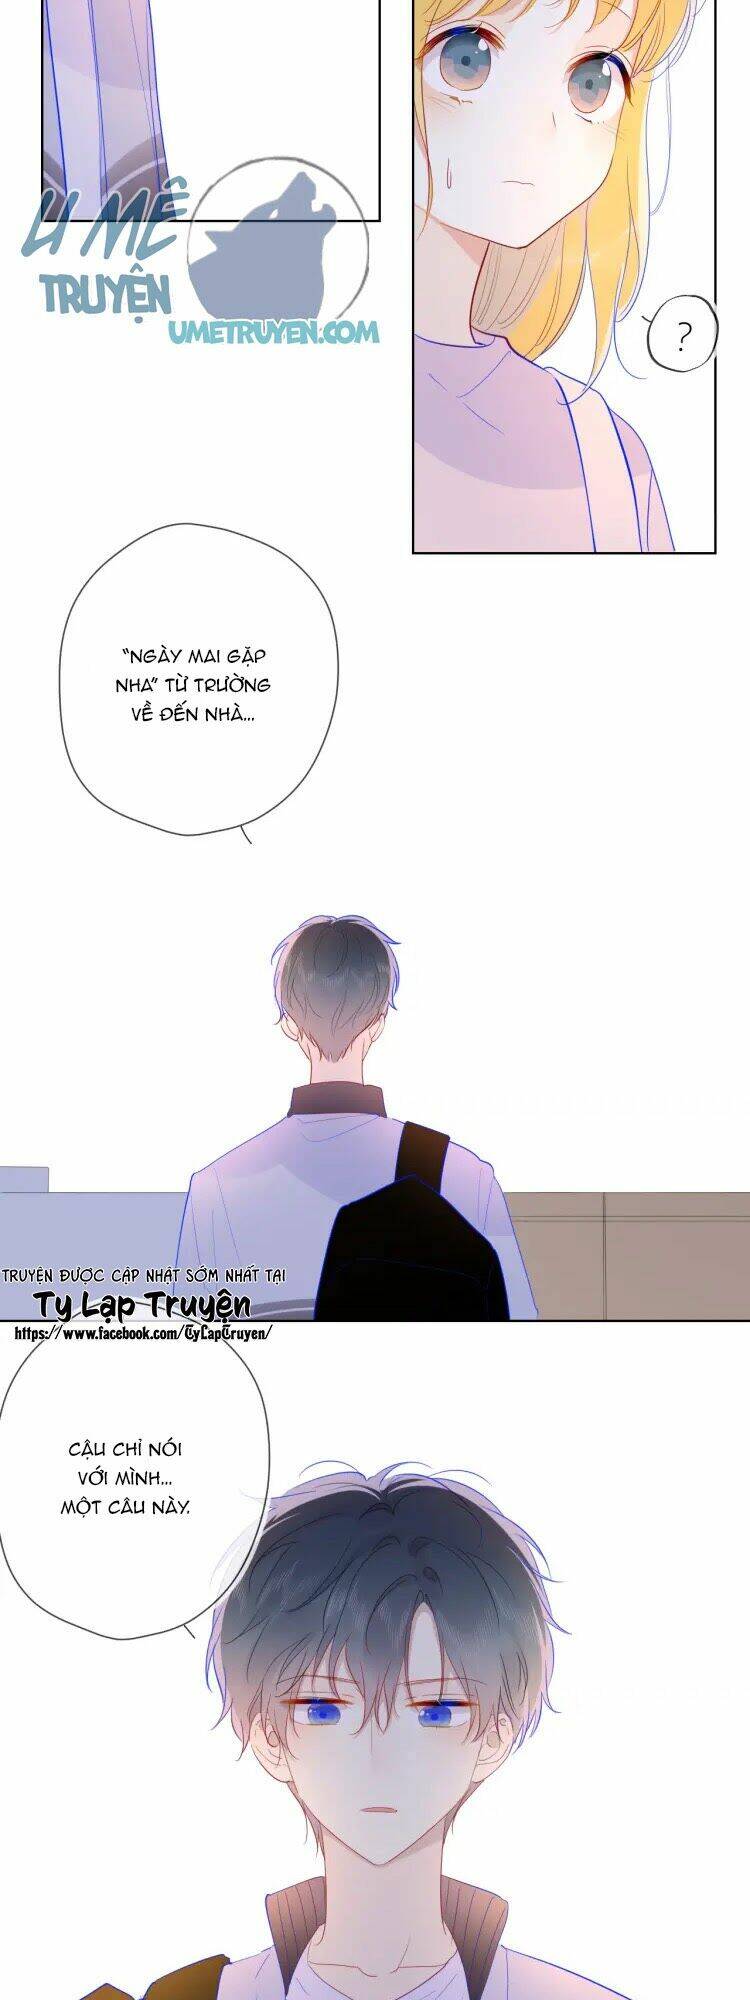 U MÊ
TRUYỆN
UMETRUYEN.COM
?
"NGÀY MAI GẶP
NHA" TỪ TRƯỜNG
VỀ ĐẾN NHÀ...
TRUYỆN ĐƯỢC CẬP NHẬT SỚM NHẤT TẠI
Ty Lạp Truyện
https://www.facebook.com/TyLapTruyen/
CẬU CHỈ NÓI
VỚI MÌNH...
MỘT CÂU NÀY.